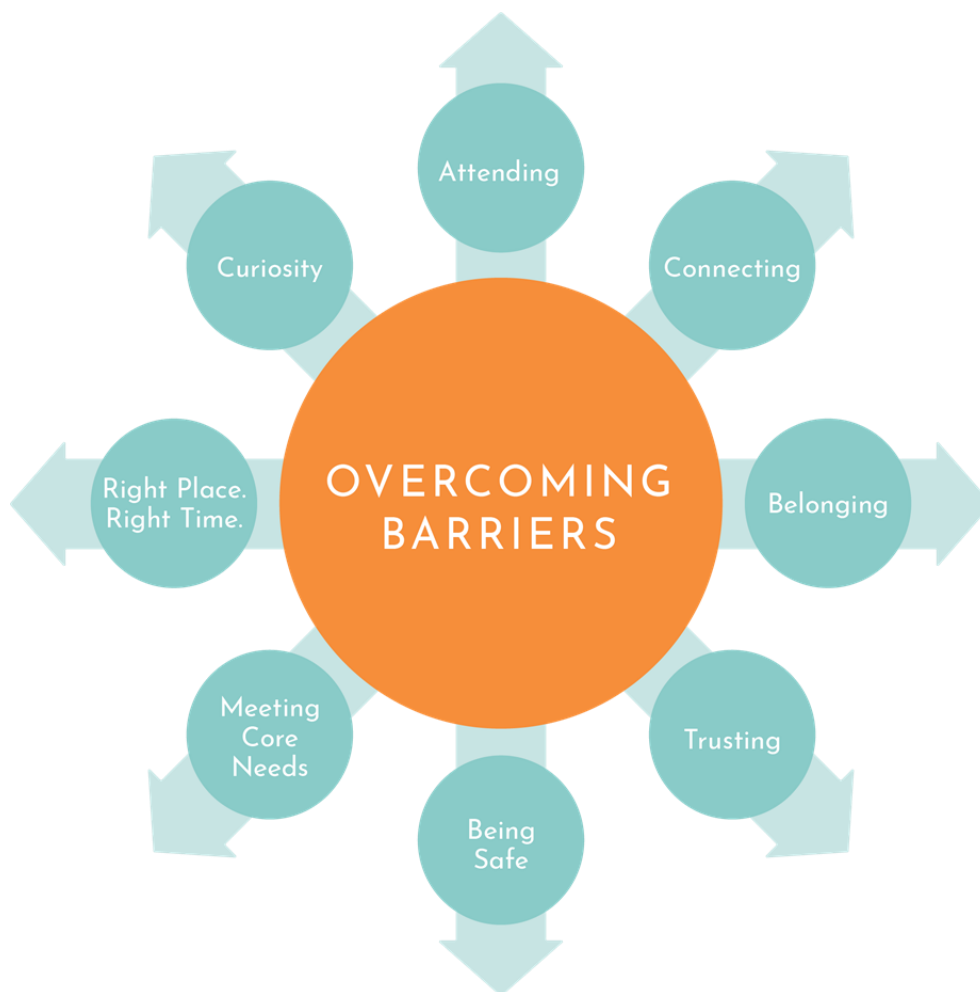 Attending
Curiosity
Connecting
OVERCOMING
BARRIERS
Right Place.
Right Time.
Belonging
Meeting
Core
Needs
Trusting
Being
Safe